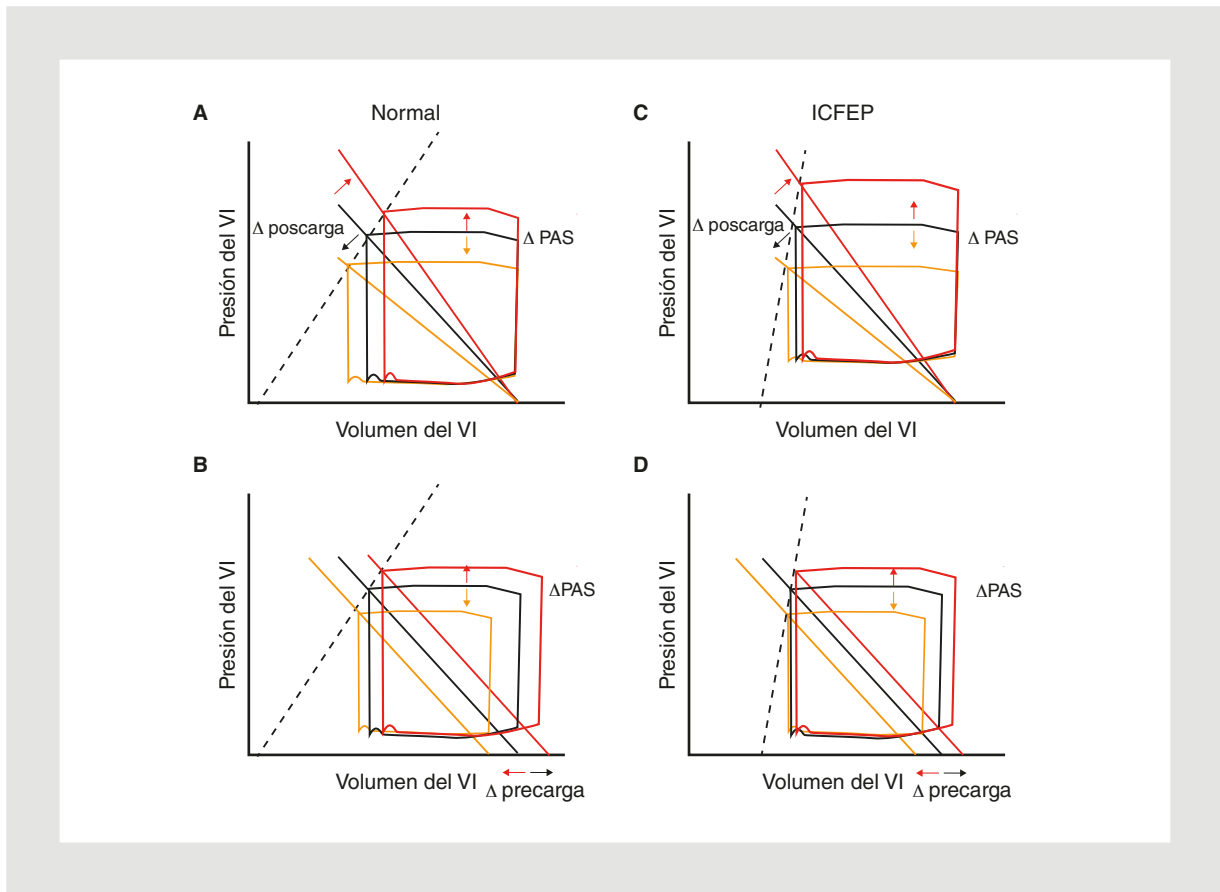 A
Normal
Presión del VI
Δ poscarga
Δ PAS
Volumen del VI
C
ICFEP
Presión del VI
Δ poscarga
Δ PAS
Volumen del VI
B
Presión del VI
ΔPAS
Volumen del VI
Δ precarga
D
Presión del VI
ΔPAS
Volumen del VI
Δ precarga